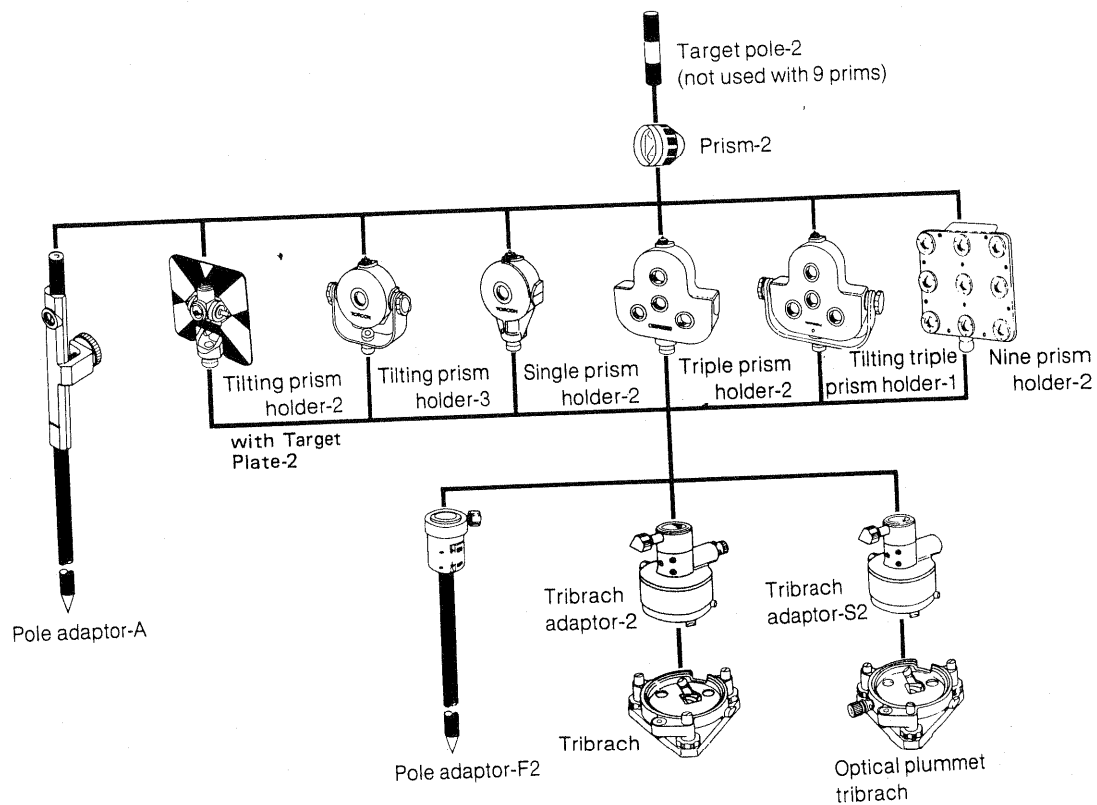 Target pole-2
(not used with 9 prims)
Prism-2
Tilting prism
holder-2
with Target
Plate-2
Tilting prism
holder-3
Single prism
holder-2
Triple prism
holder-2
Tilting triple
prism holder-1
Nine prism
holder-2
TOPCON
TOPCON
Pole adaptor-A
Pole adaptor-F2
Tribrach
adaptor-2
Tribrach
Tribrach
adaptor-S2
Optical plummet
tribrach